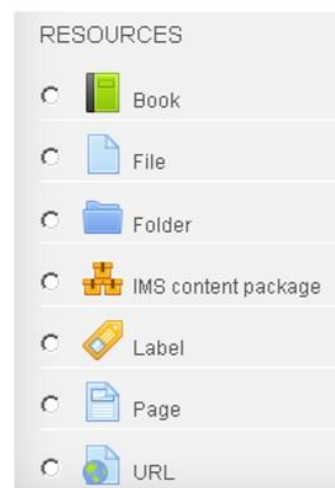 RESOURCES
Book
File
Folder
IMS content package
Label
Page
URL